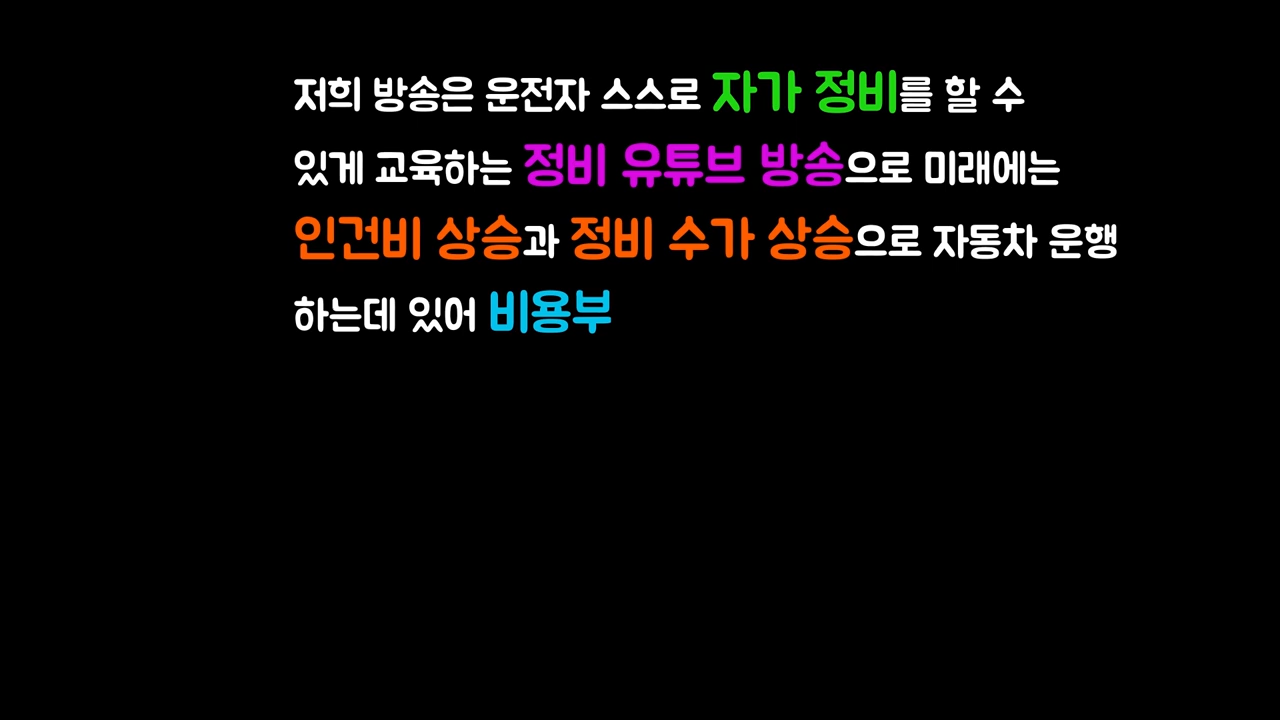 저희 방송은 운전자 스스로 자가 정비를 할 수
있게 교육하는 정비 유튜브 방송으로 미래에는
인건비 상승과 정비 수가 상승으로 자동차 운행
하는데 있어 비용부